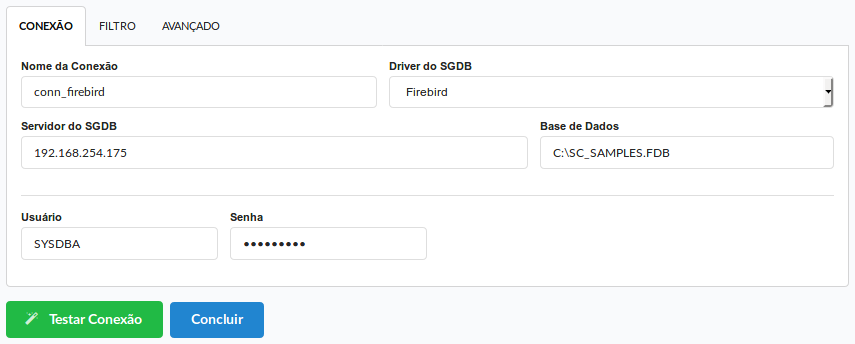 CONEXÃO FILTRO AVANÇADO
Nome da Conexão Driver do SGDB
conn_firebird Firebird
Servidor do SGDB Base de Dados
192.168.254.175 C:\SC_SAMPLES.FDB
Usuário Senha
SYSDBA •••••••••
Testar Conexão Concluir